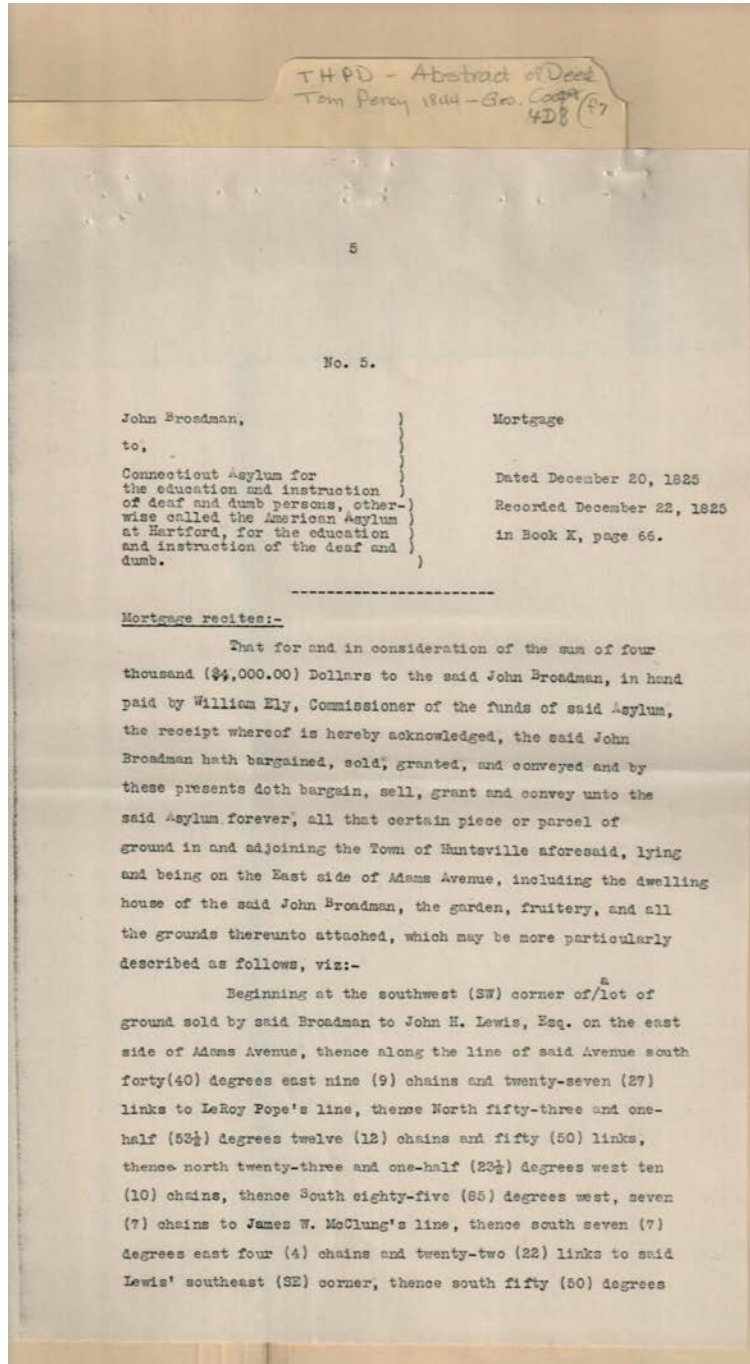 THPD - Abstract of Deed
Tom Percy 1844 - Geo.
4D8
5
No. 5.
John Broadman,
to,
Connecticut Asylum for
the education and instruction
of deaf and dumb persons, other-
wise called the American Asylum
at Hartford, for the education
and instruction of the deaf and
dumb.
Mortgage
Dated December 20, 1825
Recorded December 22, 1825
in Book X, page 66.
Mortgage recites:-
That for and in consideration of the sum of four
thousand ($4,000.00) Dollars to the said John Broadman, in hand
paid by William Ely, Commissioner of the funds of said Asylum,
the receipt whereof is hereby acknowledged, the said John
Broadman hath bargained, sold, granted, and conveyed and by
these presents doth bargain, sell, grant and convey unto the
said Asylum forever, all that certain piece or parcel of
ground in and adjoining the Town of Huntsville aforesaid, lying
and being on the East side of Adams Avenue, including the dwelling
house of the said John Broadman, the garden, fruitery, and all
the grounds thereunto attached, which may be more particularly
described as follows, viz:-
Beginning at the southwest (SW) corner of/a lot of
ground sold by said Broadman to John H. Lewis, Esq. on the east
side of Adams Avenue, thence along the line of said Avenue south
forty(40) degrees east nine (9) chains and twenty-seven (27)
links to LeRoy Pope's line, thence North fifty-three and one-
half (53½) degrees twelve (12) chains and fifty (50) links,
thence north twenty-three and one-half (23½) degrees west ten
(10) chains, thence South eighty-five (85) degrees west, seven
(7) chains to James W. McClung's line, thence south seven (7)
degrees east four (4) chains and twenty-two (22) links to said
Lewis' southeast (SE) corner, thence south fifty (50) degrees